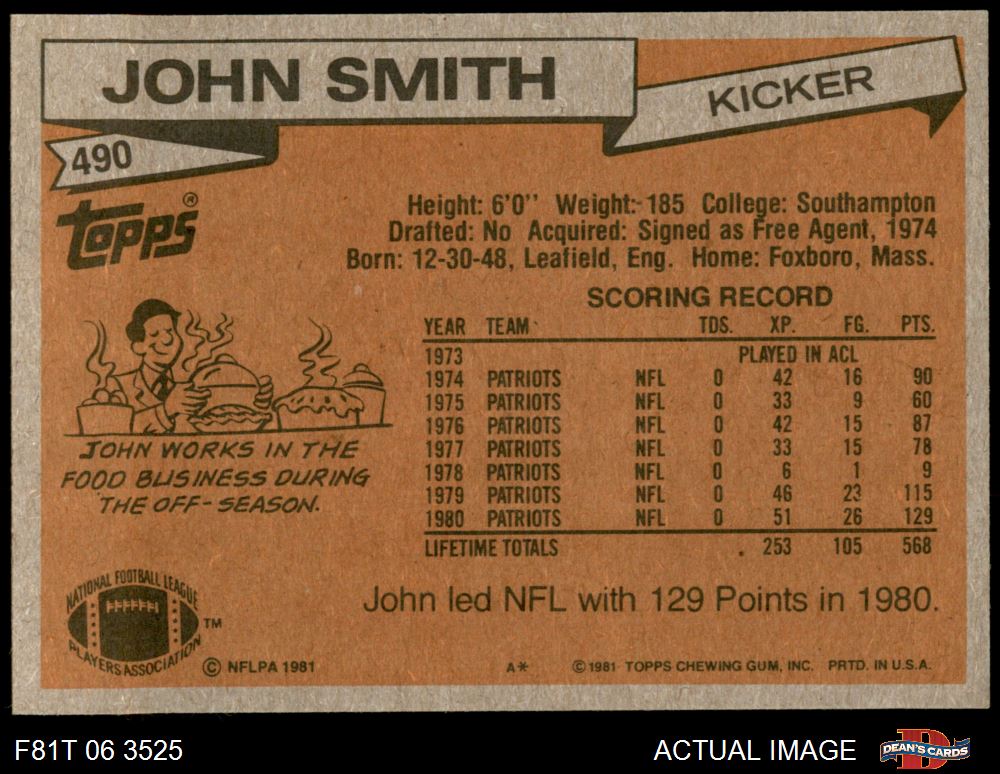 JOHN SMITH
KICKER
490
Topps®
Height: 6'0" Weight: 185 College: Southampton
Drafted: No Acquired: Signed as Free Agent, 1974
Born: 12-30-48, Leafield, Eng. Home: Foxboro, Mass.
SCORING RECORD
YEAR TEAM TDS. XP. FG. PTS.
1973 PLAYED IN ACL
1974 PATRIOTS NFL 0 42 16 90
1975 PATRIOTS NFL 0 33 9 60
1976 PATRIOTS NFL 0 42 15 87
1977 PATRIOTS NFL 0 33 15 78
1978 PATRIOTS NFL 0 6 1 9
1979 PATRIOTS NFL 0 46 23 115
1980 PATRIOTS NFL 0 51 26 129
LIFETIME TOTALS 253 105 568
JOHN WORKS IN THE
FOOD BUSINESS DURING
THE OFF-SEASON.
John led NFL with 129 Points in 1980.
NATIONAL FOOTBALL LEAGUE
PLAYERS ASSOCIATION
TM
© NFLPA 1981
A* © 1981 TOPPS CHEWING GUM, INC. PRTD. IN U.S.A.
F81T 06 3525
ACTUAL IMAGE
DEAN'S CARDS